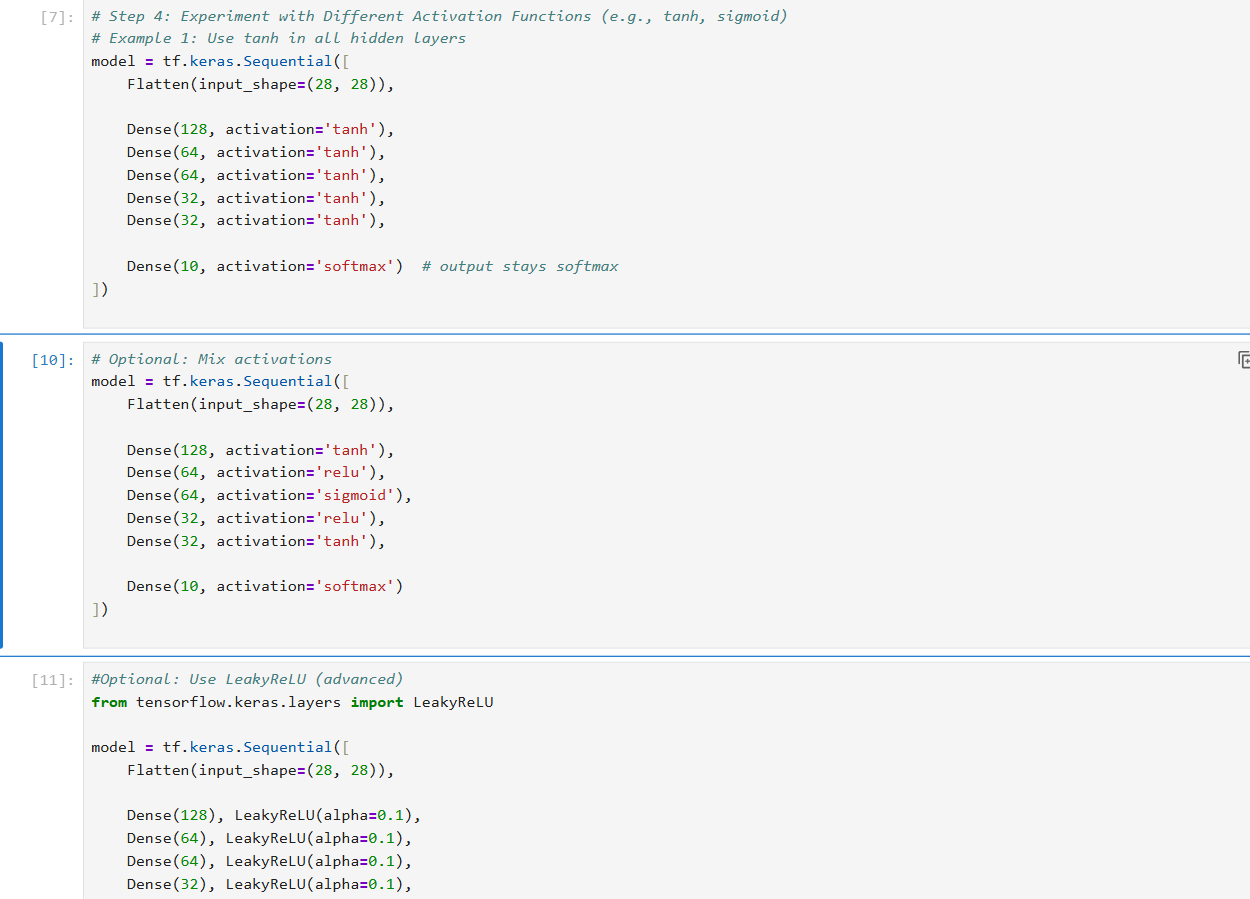 [7]:
# Step 4: Experiment with Different Activation Functions (e.g., tanh, sigmoid)
# Example 1: Use tanh in all hidden layers
model = tf.keras.Sequential([
    Flatten(input_shape=(28, 28)),

    Dense(128, activation='tanh'),
    Dense(64, activation='tanh'),
    Dense(64, activation='tanh'),
    Dense(32, activation='tanh'),
    Dense(32, activation='tanh'),

    Dense(10, activation='softmax')  # output stays softmax
])
[10]:
# Optional: Mix activations
model = tf.keras.Sequential([
    Flatten(input_shape=(28, 28)),

    Dense(128, activation='tanh'),
    Dense(64, activation='relu'),
    Dense(64, activation='sigmoid'),
    Dense(32, activation='relu'),
    Dense(32, activation='tanh'),

    Dense(10, activation='softmax')
])
[11]:
#Optional: Use LeakyReLU (advanced)
from tensorflow.keras.layers import LeakyReLU

model = tf.keras.Sequential([
    Flatten(input_shape=(28, 28)),

    Dense(128), LeakyReLU(alpha=0.1),
    Dense(64), LeakyReLU(alpha=0.1),
    Dense(64), LeakyReLU(alpha=0.1),
    Dense(32), LeakyReLU(alpha=0.1),